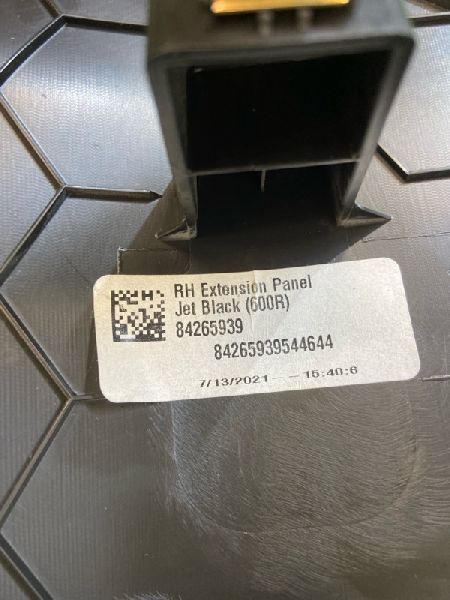 RH Extension Panel
Jet Black (600R)
84265939
84265939544644
7/13/2021 — 15:40:6